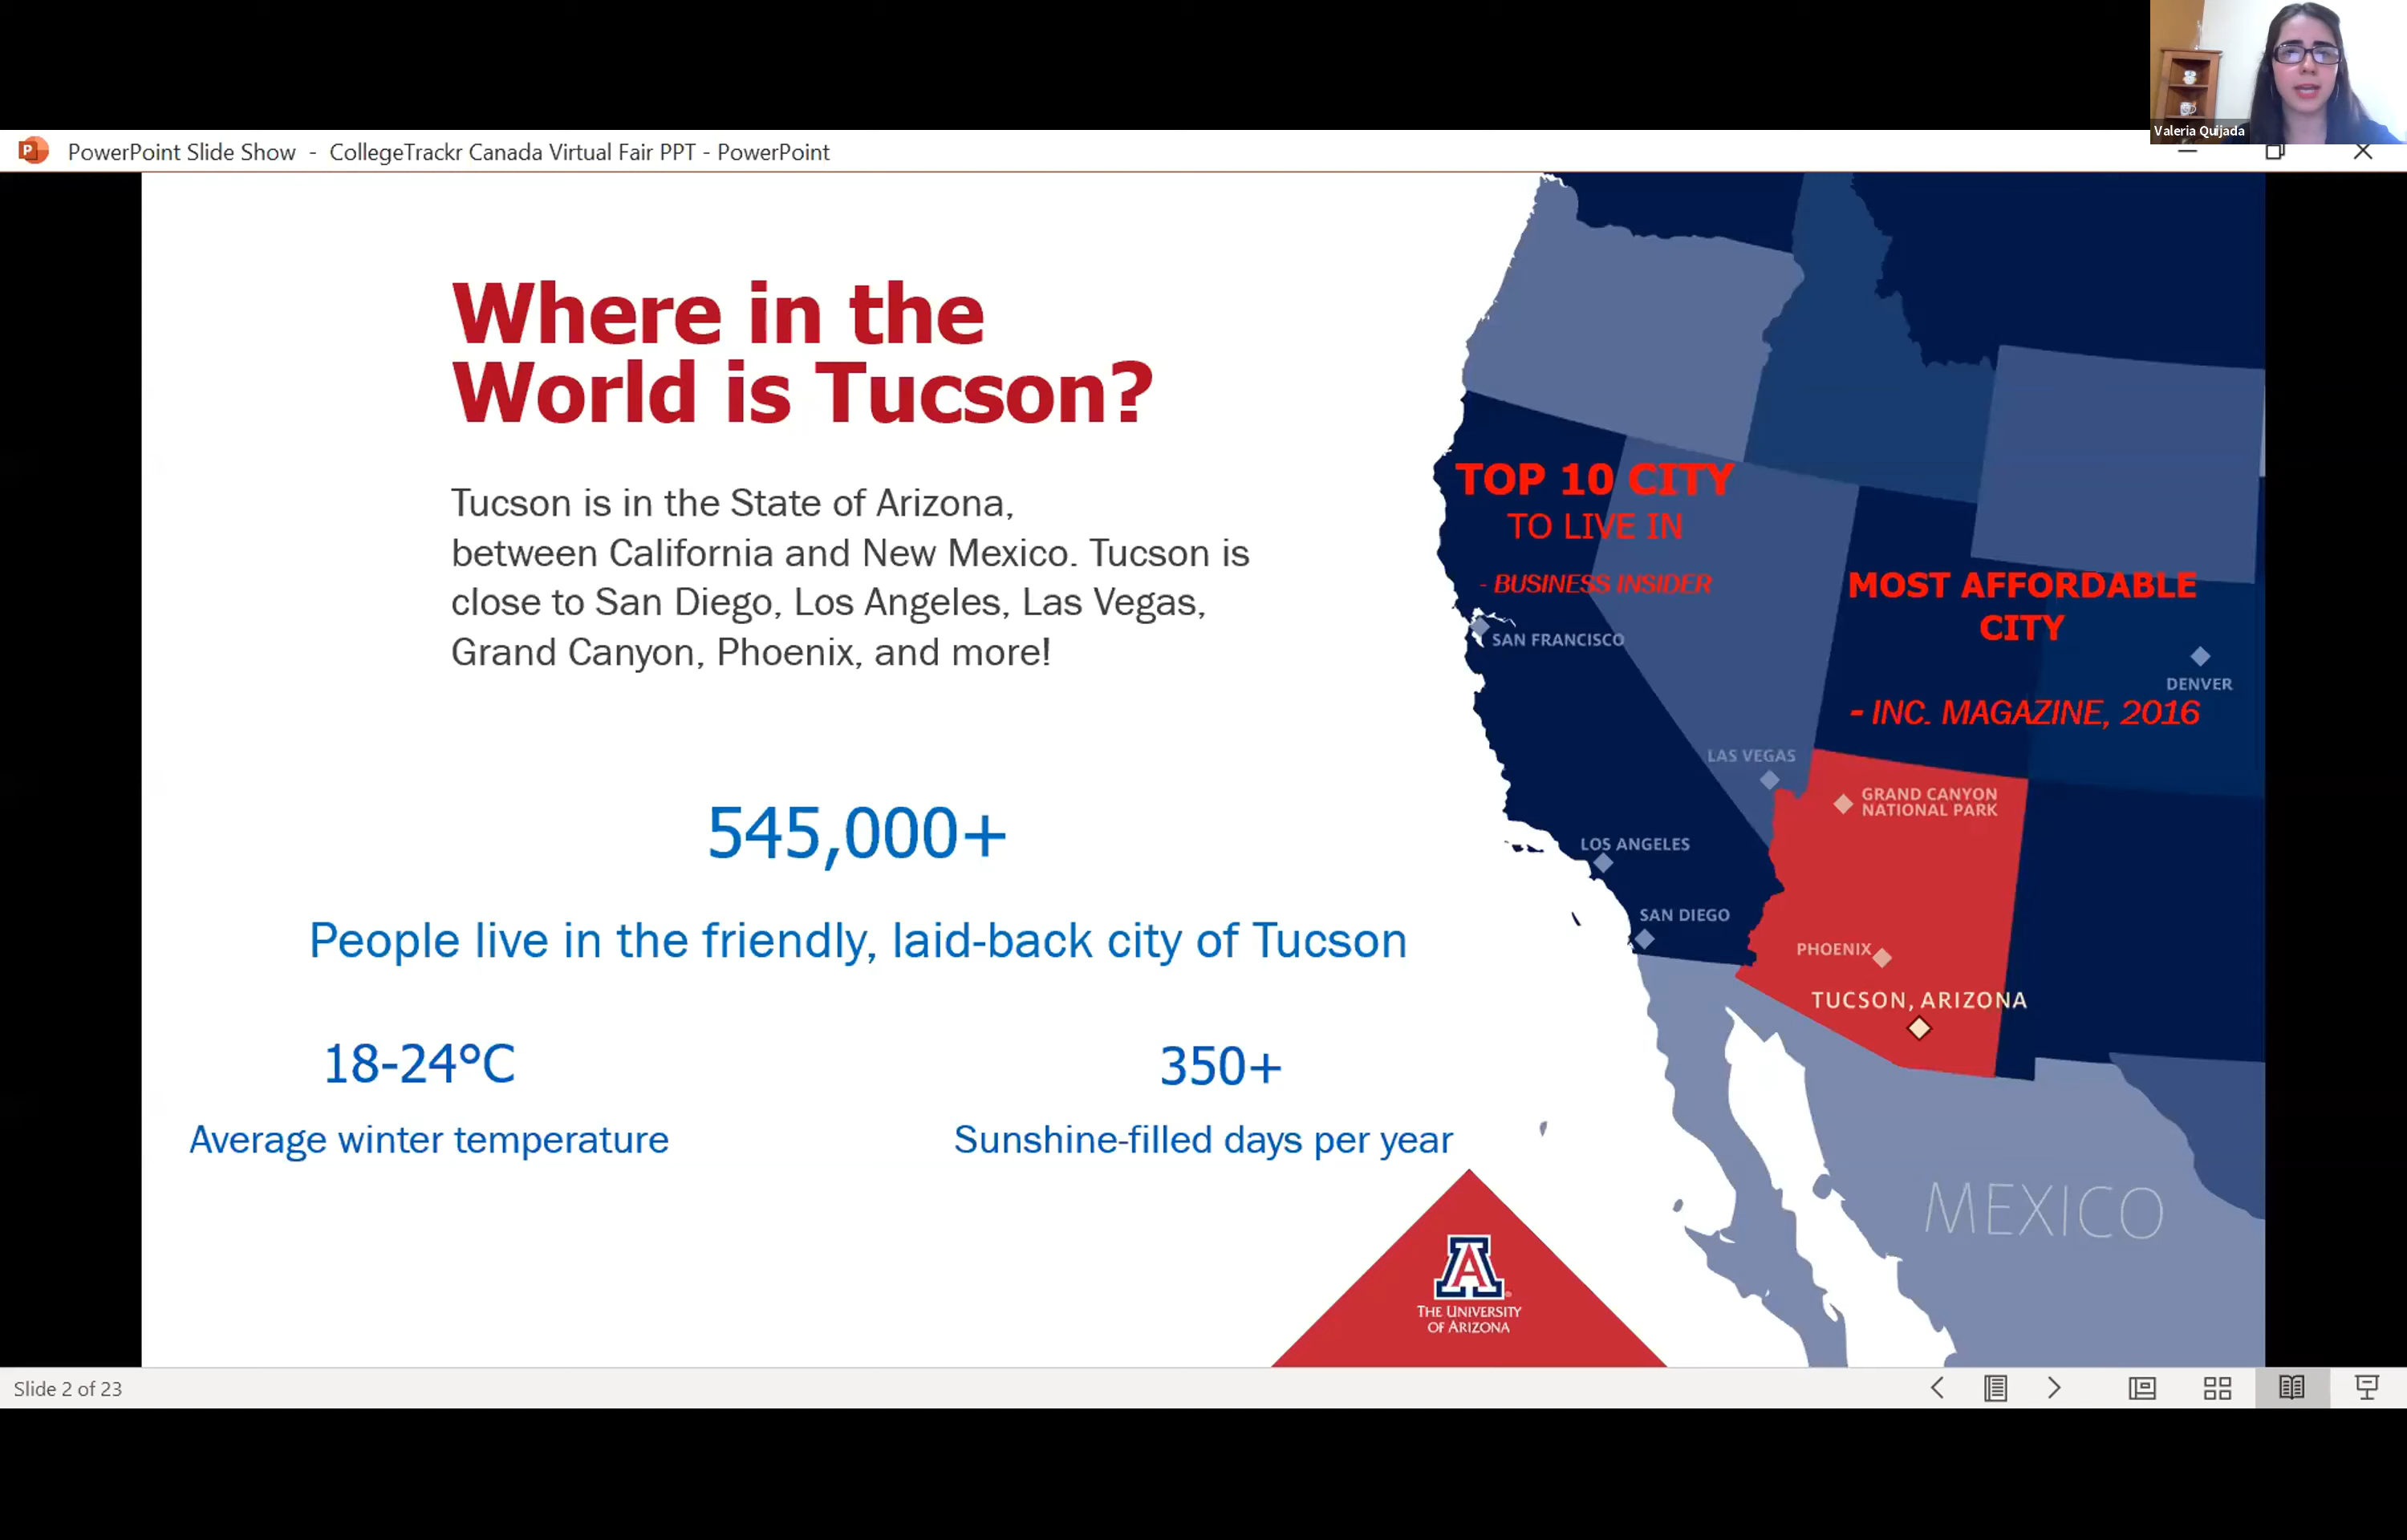 Valeria Quijada
PowerPoint Slide Show - CollegeTrackr Canada Virtual Fair PPT - PowerPoint
Where in the
World is Tucson?
Tucson is in the State of Arizona,
between California and New Mexico. Tucson is
close to San Diego, Los Angeles, Las Vegas,
Grand Canyon, Phoenix, and more!
545,000+
People live in the friendly, laid-back city of Tucson
18-24°C
Average winter temperature
350+
Sunshine-filled days per year
TOP 10 CITY
TO LIVE IN
- BUSINESS INSIDER
MOST AFFORDABLE
CITY
- INC. MAGAZINE, 2016
SAN FRANCISCO
DENVER
LAS VEGAS
GRAND CANYON
NATIONAL PARK
LOS ANGELES
SAN DIEGO
PHOENIX
TUCSON, ARIZONA
MEXICO
A
THE UNIVERSITY
OF ARIZONA
Slide 2 of 23